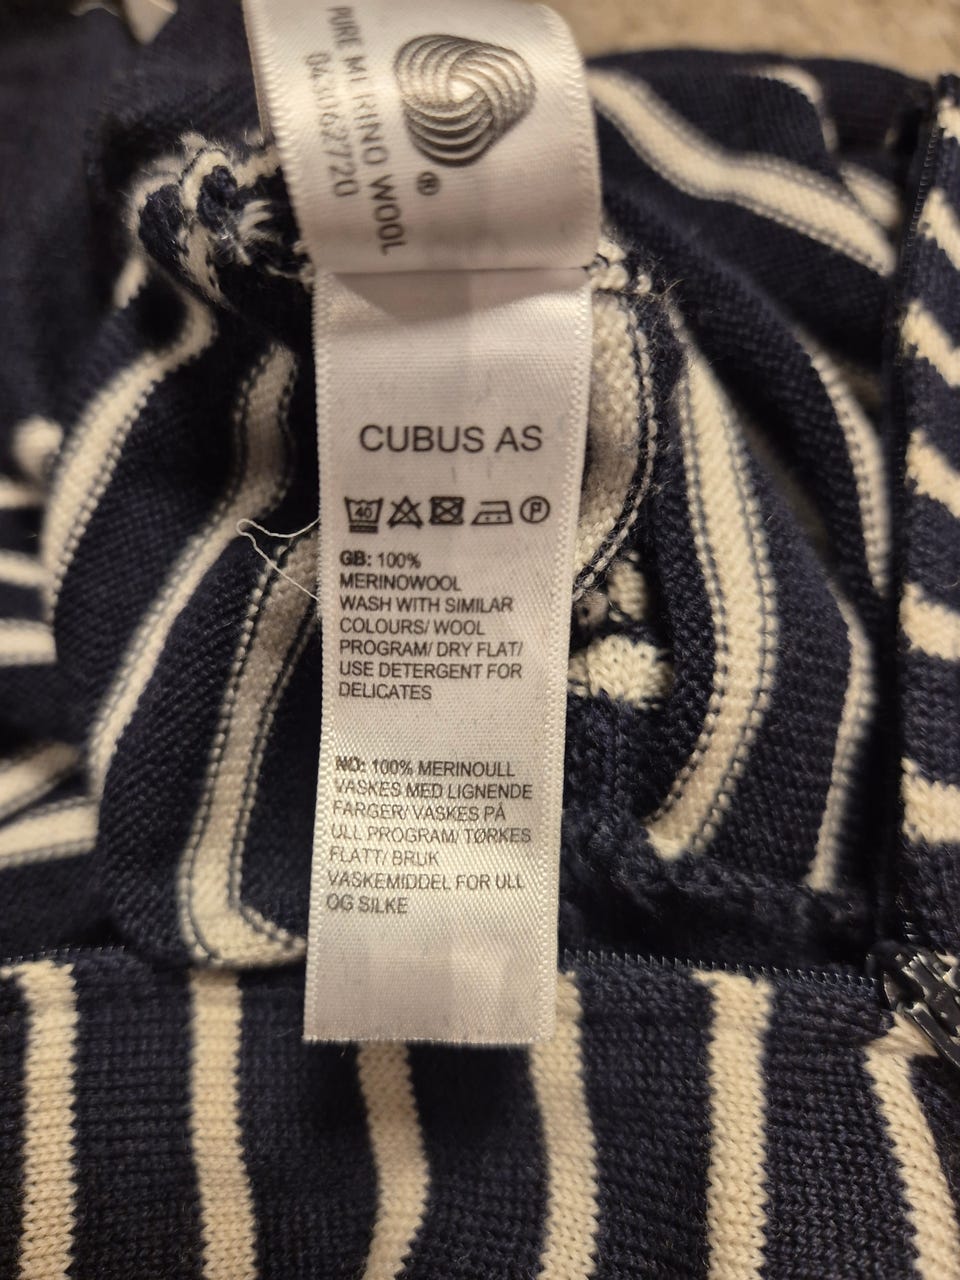 PURE MERINO WOOL
®
CUBUS AS
40
P
GB: 100%
MERINOWOOL
WASH WITH SIMILAR
COLOURS/ WOOL
PROGRAM/ DRY FLAT/
USE DETERGENT FOR
DELICATES
NO: 100% MERINOULL
VASKES MED LIGNENDE
FARGER/ VASKES PÅ
ULL PROGRAM/ TØRKES
FLATT/ BRUK
VASKEMIDDEL FOR ULL
OG SILKE